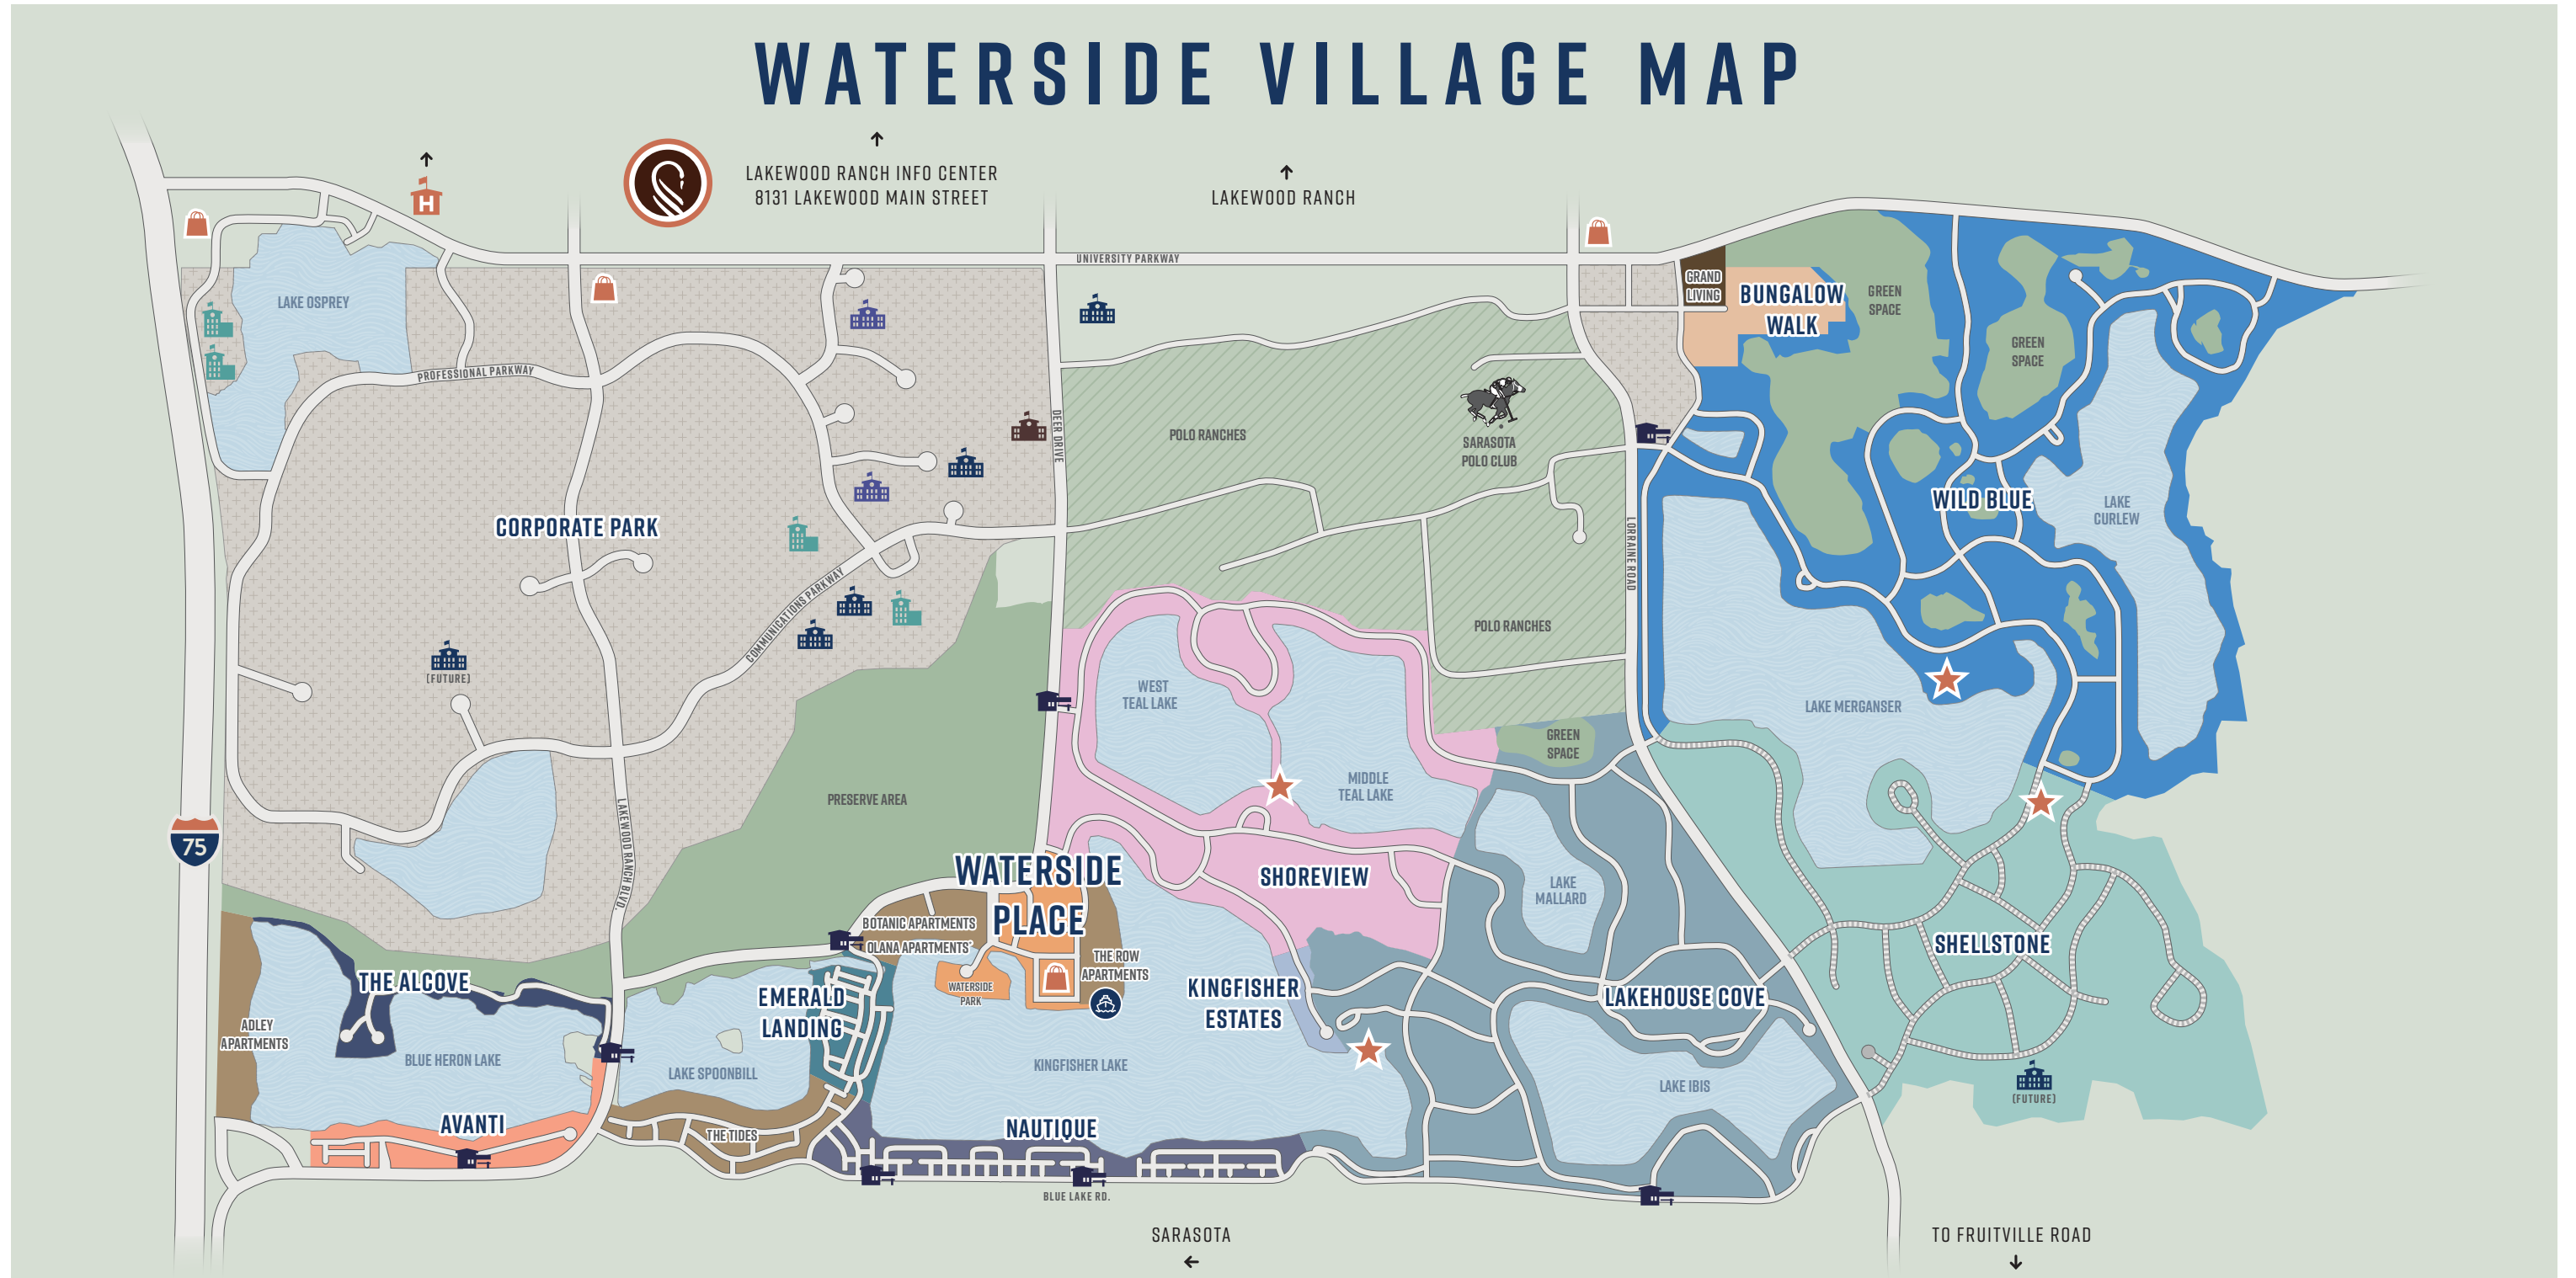 WATERSIDE VILLAGE MAP
LAKEWOOD RANCH INFO CENTER
8131 LAKEWOOD MAIN STREET
LAKEWOOD RANCH
H
UNIVERSITY PARKWAY
LAKE OSPREY
GRAND
LIVING
BUNGALOW
WALK
GREEN
SPACE
GREEN
SPACE
PROFESSIONAL PARKWAY
DEER DRIVE
POLO RANCHES
SARASOTA
POLO CLUB
CORPORATE PARK
LORRAINE ROAD
WILD BLUE
LAKE
CURLEW
COMMUNICATIONS PARKWAY
POLO RANCHES
(FUTURE)
WEST
TEAL LAKE
LAKE MERGANSER
GREEN
SPACE
MIDDLE
TEAL LAKE
PRESERVE AREA
LAKEWOOD RANCH BLVD
75
WATERSIDE
PLACE
SHOREVIEW
LAKE
MALLARD
BOTANIC APARTMENTS
OLANA APARTMENTS
THE ROW
APARTMENTS
SHELLSTONE
THE ALCOVE
WATERSIDE
PARK
EMERALD
LANDING
KINGFISHER
ESTATES
LAKEHOUSE COVE
ADLEY
APARTMENTS
BLUE HERON LAKE
LAKE SPOONBILL
KINGFISHER LAKE
LAKE IBIS
(FUTURE)
AVANTI
THE TIDES
NAUTIQUE
BLUE LAKE RD.
SARASOTA
TO FRUITVILLE ROAD